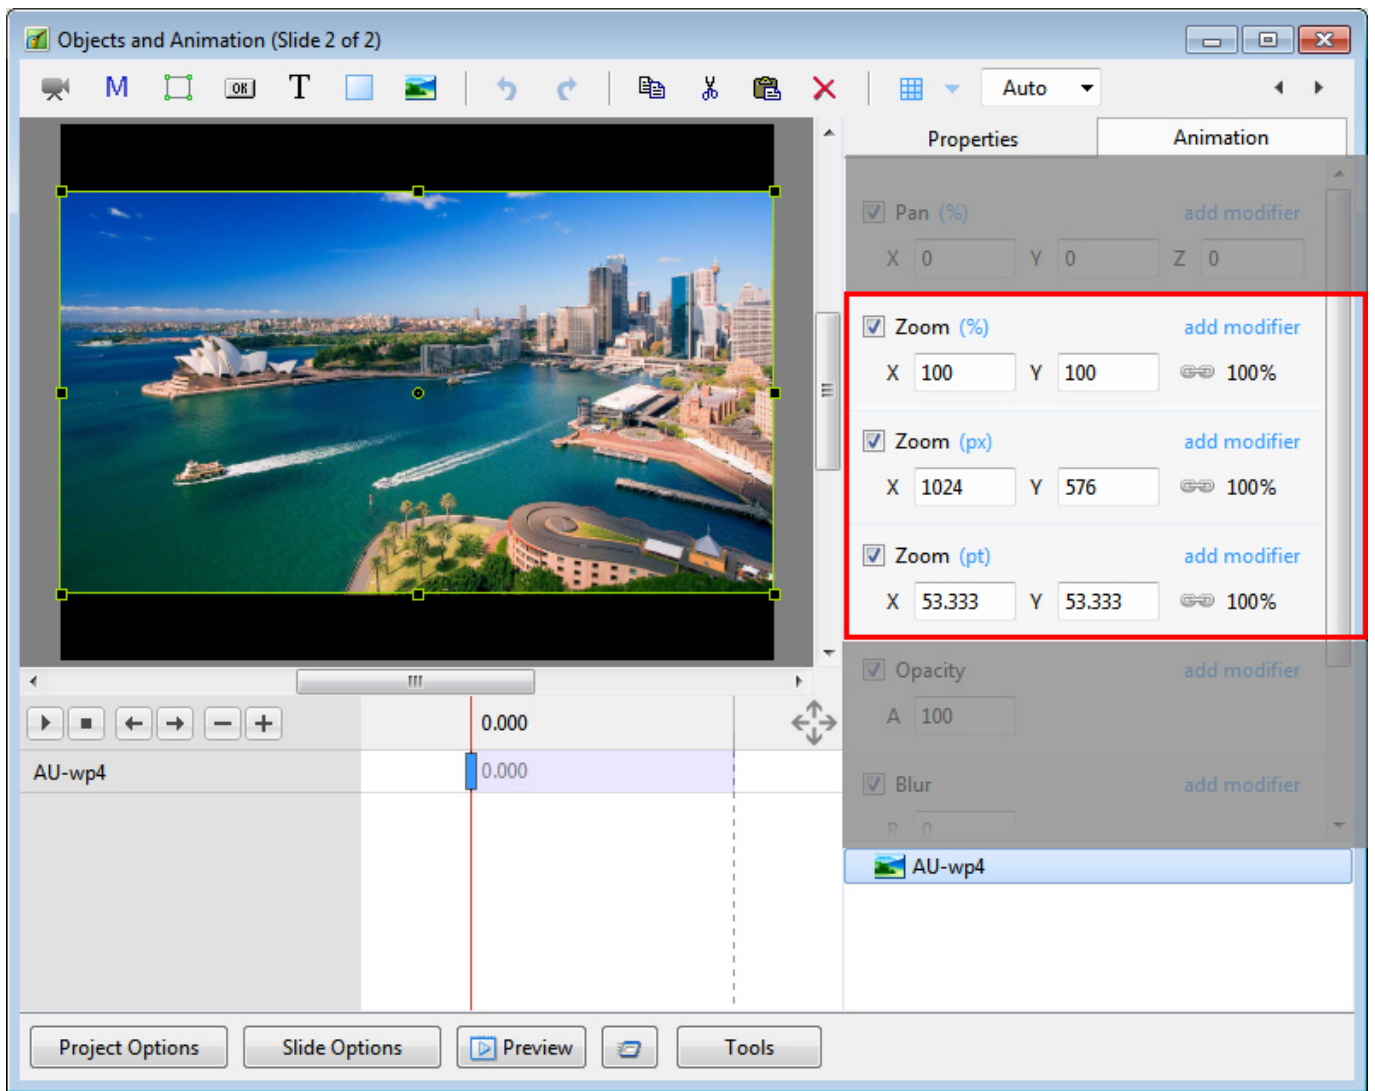 Objects and Animation (Slide 2 of 2)
M OK T Auto
Properties Animation
Pan (%) add modifier
X 0 Y 0 Z 0
Zoom (%) add modifier
X 100 Y 100 100%
Zoom (px) add modifier
X 1024 Y 576 100%
Zoom (pt) add modifier
X 53.333 Y 53.333 100%
Opacity add modifier
A 100
Blur add modifier
R 0
0.000
AU-wp4 0.000
AU-wp4
Project Options Slide Options Preview Tools